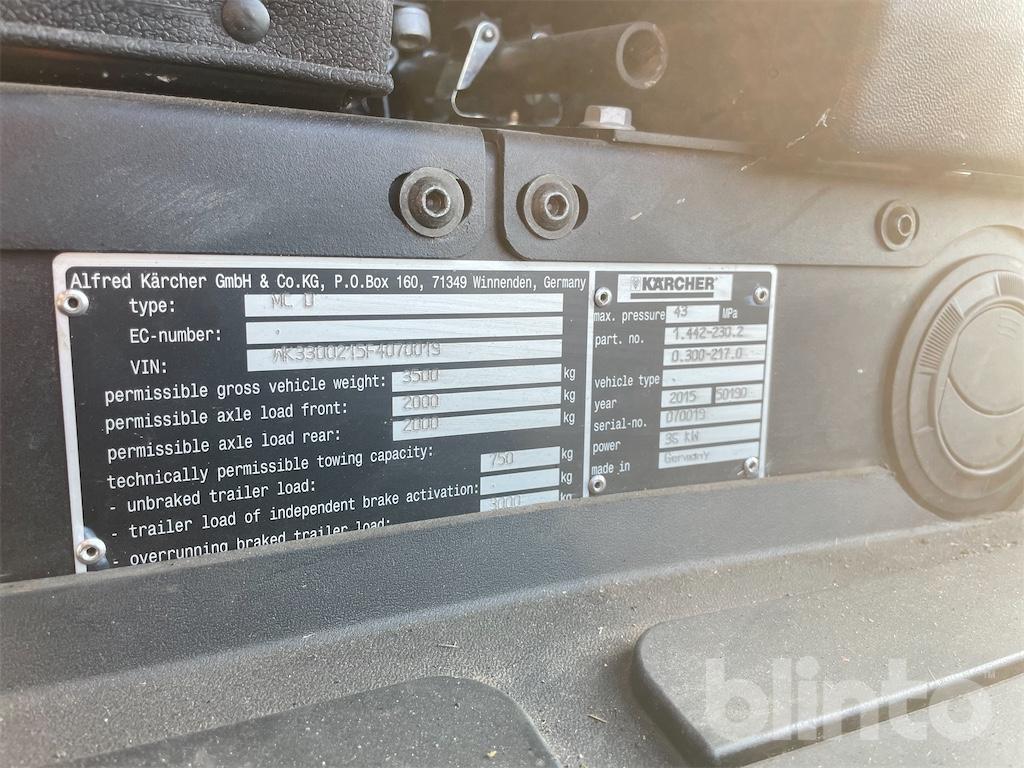 Alfred Kärcher GmbH & Co.KG, P.O.Box 160, 71349 Winnenden, Germany
type: MC U
EC-number:
VIN: WK3300215F4070019
permissible gross vehicle weight: 3500 kg
permissible axle load front: 2000 kg
permissible axle load rear: 2000 kg
technically permissible towing capacity:
- unbraked trailer load: 750 kg
- trailer load of independent brake activation: - kg
- overrunning braked trailer load: 3000 kg
KÄRCHER
max. pressure 43 MPa
part. no. 1.442-230.2
0.300-217.0
vehicle type
year 2015 50190
serial-no. 070019
power 36 kW
made in Germany
blinto